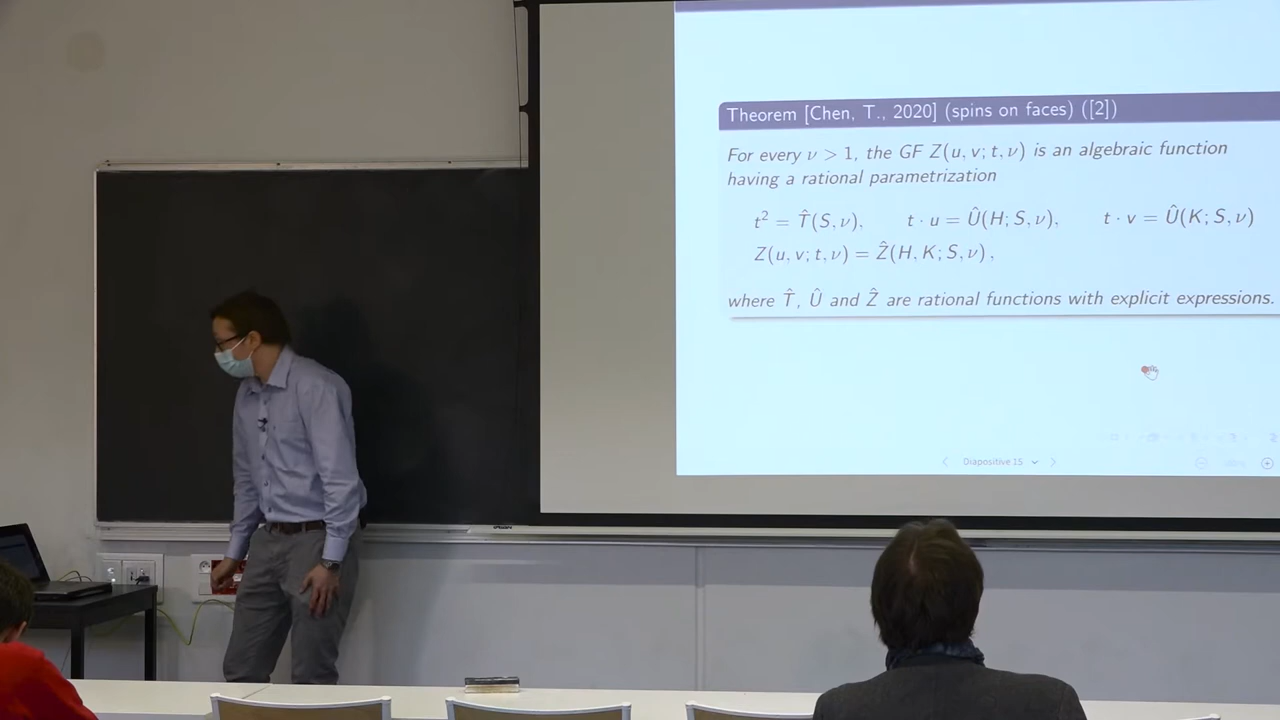 Theorem [Chen, T., 2020] (spins on faces) ([2])
For every ν > 1, the GF Z(u, v; t, ν) is an algebraic function
having a rational parametrization
t² = T̂(S, ν), t · u = Û(H; S, ν), t · v = Û(K; S, ν)
Z(u, v; t, ν) = Ẑ(H, K; S, ν) ,
where T̂, Û and Ẑ are rational functions with explicit expressions.
Diapositive 15